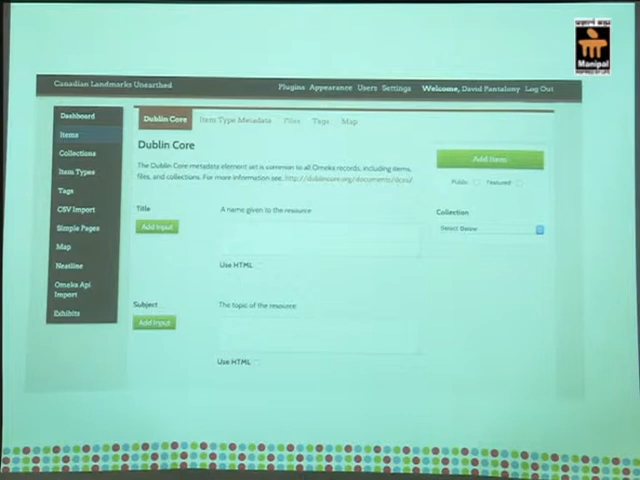 Manipal
Canadian Landmarks Unearthed
Plugins Appearance Users Settings Welcome, David Pantalony Log Out
Dashboard
Items
Collections
Item Types
Tags
CSV Import
Simple Pages
Map
Neatline
Omeka Api
Import
Exhibits
Dublin Core Item Type Metadata Files Tags Map
Dublin Core
The Dublin Core metadata element set is common to all Omeka records, including items,
files, and collections. For more information see, http://dublincore.org/documents/dces/.
Title
A name given to the resource
Add Input
Use HTML
Subject
The topic of the resource
Add Input
Use HTML
Add Item
Public Featured
Collection
Select Below